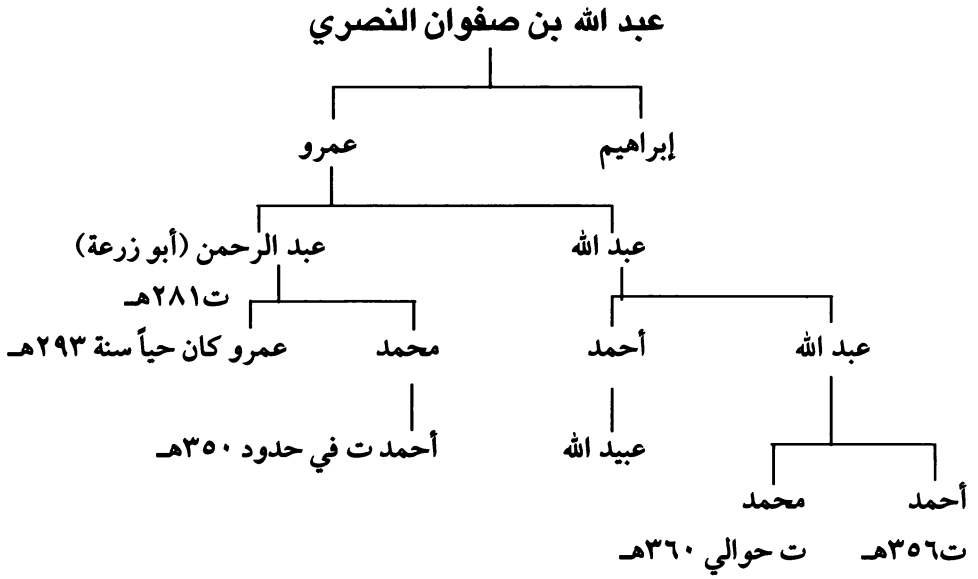 عبد الله بن صفوان النصري
إبراهيم
عمرو
عبد الله
عبد الرحمن (أبو زرعة)
ت٢٨١هـ
عبد الله
أحمد
محمد
عمرو كان حياً سنة ٢٩٣هـ
عبيد الله
أحمد ت في حدود ٣٥٠هـ
أحمد
محمد
ت٣٥٦هـ
ت حوالي ٣٦٠هـ